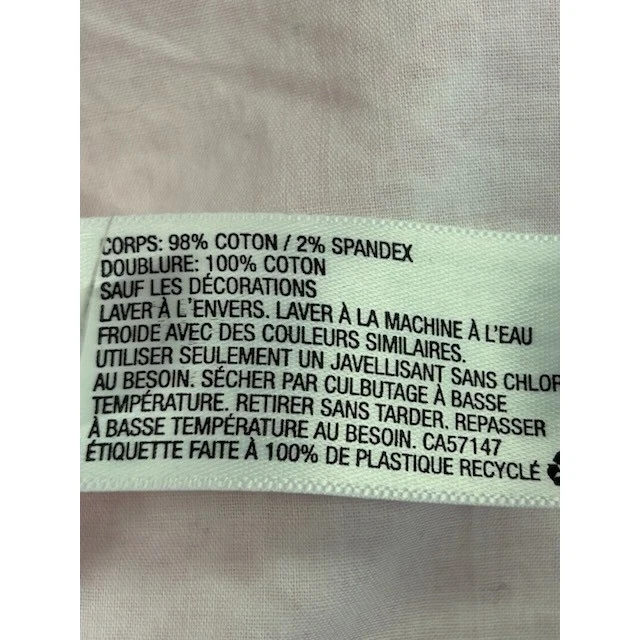 CORPS: 98% COTON / 2% SPANDEX
DOUBLURE: 100% COTON
SAUF LES DÉCORATIONS
LAVER À L'ENVERS. LAVER À LA MACHINE À L'EAU
FROIDE AVEC DES COULEURS SIMILAIRES.
UTILISER SEULEMENT UN JAVELLISANT SANS CHLOR
AU BESOIN. SÉCHER PAR CULBUTAGE À BASSE
TEMPÉRATURE. RETIRER SANS TARDER. REPASSER
À BASSE TEMPÉRATURE AU BESOIN. CA57147
ÉTIQUETTE FAITE À 100% DE PLASTIQUE RECYCLÉ